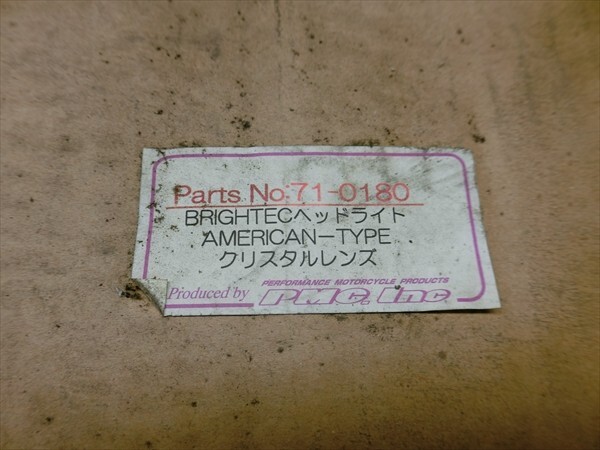 Parts No:71-0180
BRIGHTECヘッドライト
AMERICAN-TYPE
クリスタルレンズ
PERFORMANCE MOTORCYCLE PRODUCTS
Produced by PMC. Inc